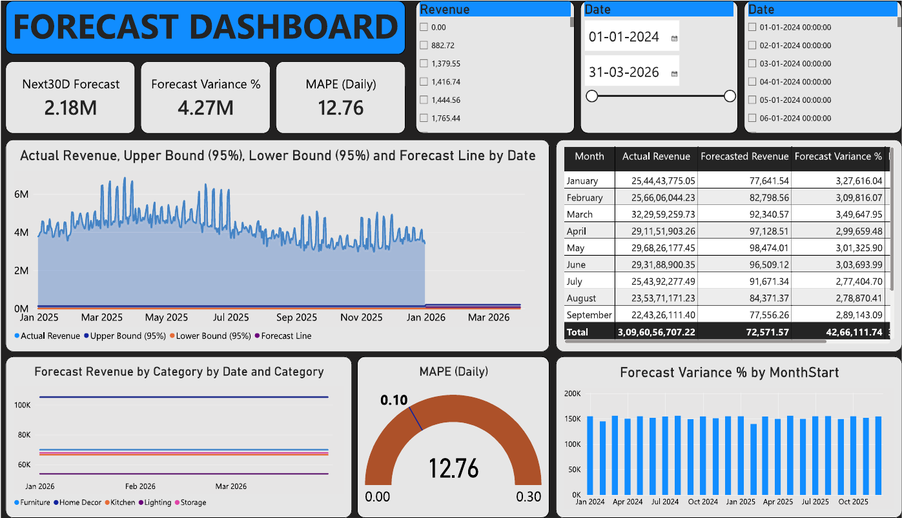 FORECAST DASHBOARD
Next30D Forecast
2.18M
Forecast Variance %
4.27M
MAPE (Daily)
12.76
Revenue
0.00
882.72
1,379.55
1,416.74
1,444.56
1,765.44
Date
01-01-2024
31-03-2026
Date
01-01-2024 00:00:00
02-01-2024 00:00:00
03-01-2024 00:00:00
04-01-2024 00:00:00
05-01-2024 00:00:00
06-01-2024 00:00:00
Actual Revenue, Upper Bound (95%), Lower Bound (95%) and Forecast Line by Date
6M
4M
2M
0M
Jan 2025 Mar 2025 May 2025 Jul 2025 Sep 2025 Nov 2025 Jan 2026 Mar 2026
Actual Revenue Upper Bound (95%) Lower Bound (95%) Forecast Line
Month Actual Revenue Forecasted Revenue Forecast Variance %
January 25,44,43,775.05 77,641.54 3,27,616.04
February 25,66,06,044.23 82,798.56 3,09,816.07
March 32,29,59,259.73 92,340.57 3,49,647.95
April 29,11,51,903.26 97,128.51 2,99,659.48
May 29,68,26,177.45 98,474.01 3,01,325.90
June 29,31,88,900.35 96,509.12 3,03,693.99
July 25,43,92,277.49 91,671.34 2,77,404.70
August 23,53,71,171.23 84,371.37 2,78,870.41
September 22,43,26,111.40 77,556.26 2,89,143.09
Total 3,09,60,56,707.22 72,571.57 42,66,111.74
Forecast Revenue by Category by Date and Category
100K
80K
60K
Jan 2026 Feb 2026 Mar 2026
Furniture Home Decor Kitchen Lighting Storage
MAPE (Daily)
0.10
12.76
0.00 0.30
Forecast Variance % by MonthStart
200K
150K
100K
50K
0K
Jan 2024 Apr 2024 Jul 2024 Oct 2024 Jan 2025 Apr 2025 Jul 2025 Oct 2025